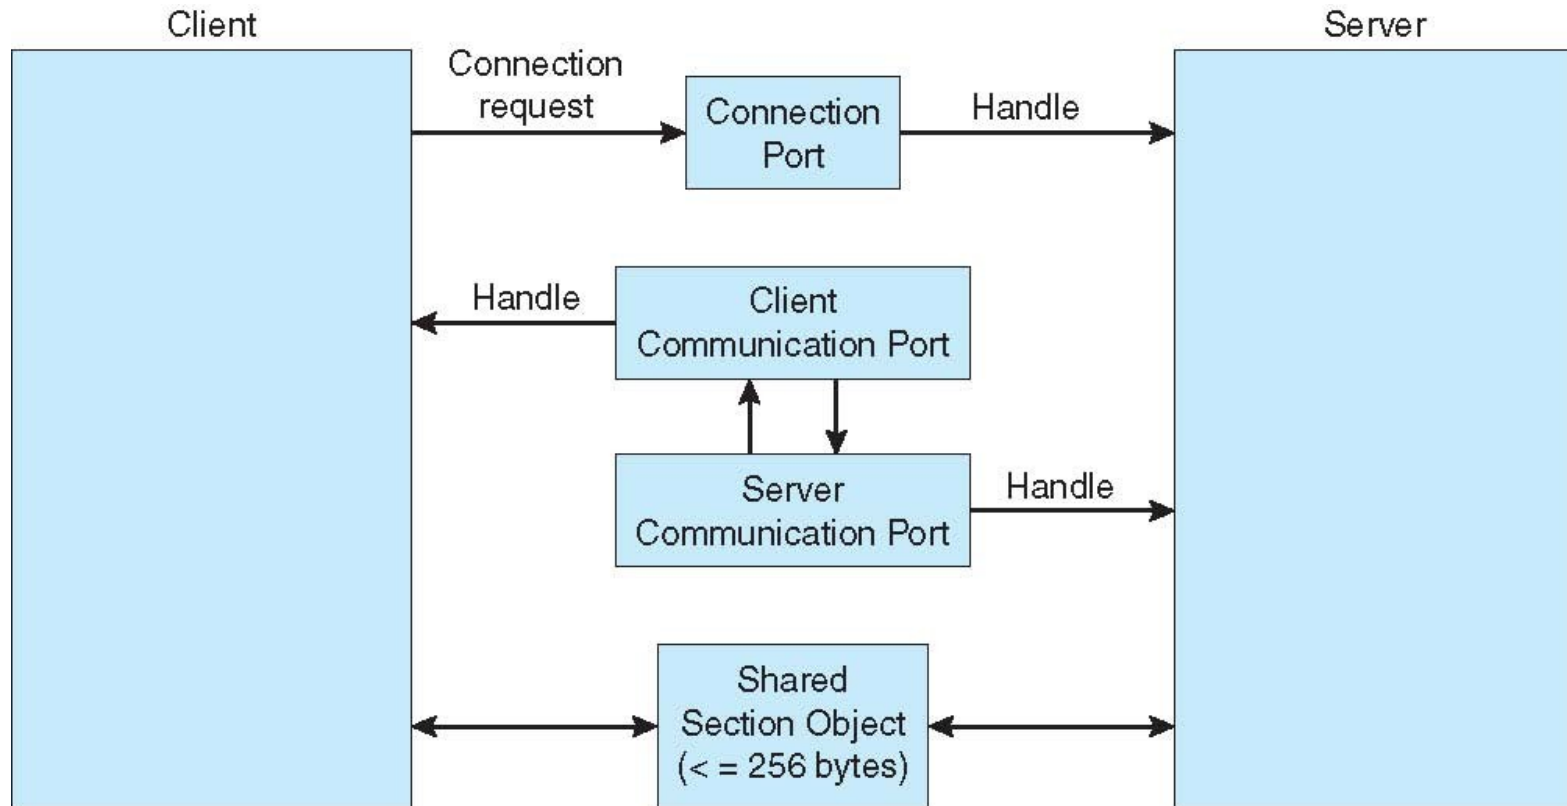 Client
Server
Connection
request
Connection
Port
Handle
Handle
Client
Communication Port
Server
Communication Port
Handle
Shared
Section Object
(< = 256 bytes)